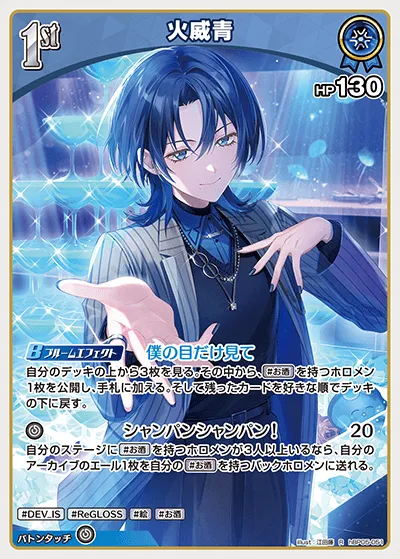 1st
火威青
HP130
Bブルームエフェクト 僕の目だけ見て
自分のデッキの上から3枚を見る。その中から、#お酒を持つホロメン
1枚を公開し、手札に加える。そして残ったカードを好きな順でデッキ
の下に戻す。
シャンパンシャンパン! 20
自分のステージに#お酒を持つホロメンが3人以上いるなら、自分の
アーカイブのエール1枚を自分の#お酒を持つバックホロメンに送れる。
#DEV_IS #ReGLOSS #絵 #お酒
バトンタッチ
illust: 江田藤 R hBP05-051